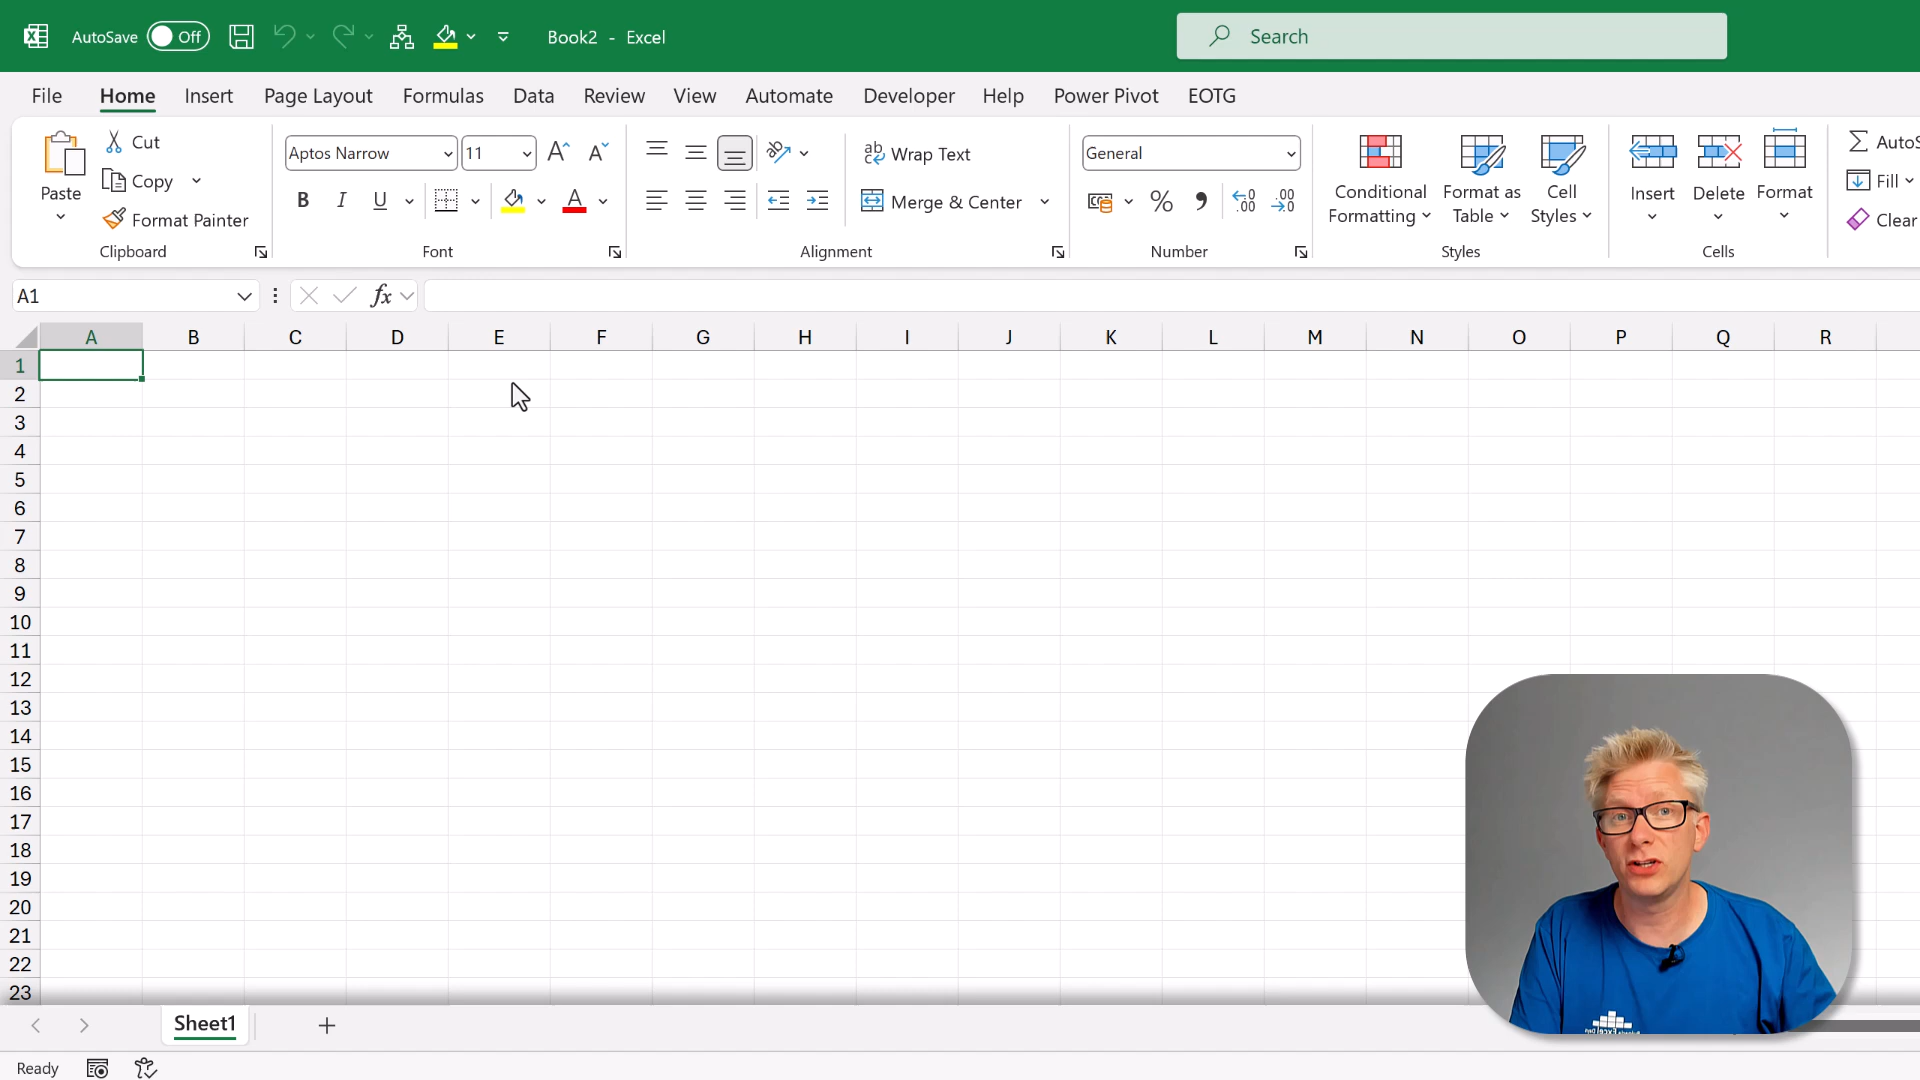 AutoSave Off Book2 - Excel Search
File Home Insert Page Layout Formulas Data Review View Automate Developer Help Power Pivot EOTG
Paste
Cut
Copy
Format Painter
Clipboard
Aptos Narrow 11
B I U
Font
Wrap Text
Merge & Center
Alignment
General
Number
Conditional
Formatting
Format as
Table
Cell
Styles
Styles
Insert Delete Format
Cells
AutoS
Fill
Clear
A1 fx
A B C D E F G H I J K L M N O P Q R
1
2
3
4
5
6
7
8
9
10
11
12
13
14
15
16
17
18
19
20
21
22
23
Sheet1
Ready